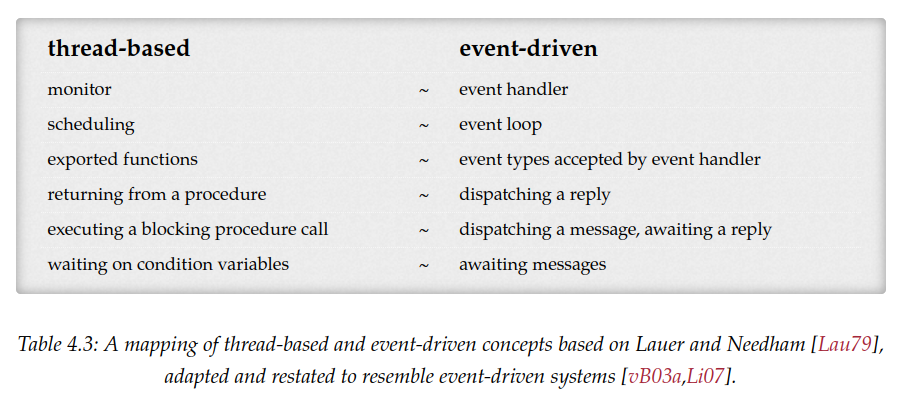 thread-based event-driven
monitor ~ event handler
scheduling ~ event loop
exported functions ~ event types accepted by event handler
returning from a procedure ~ dispatching a reply
executing a blocking procedure call ~ dispatching a message, awaiting a reply
waiting on condition variables ~ awaiting messages
Table 4.3: A mapping of thread-based and event-driven concepts based on Lauer and Needham [Lau79],
adapted and restated to resemble event-driven systems [vB03a,Li07].